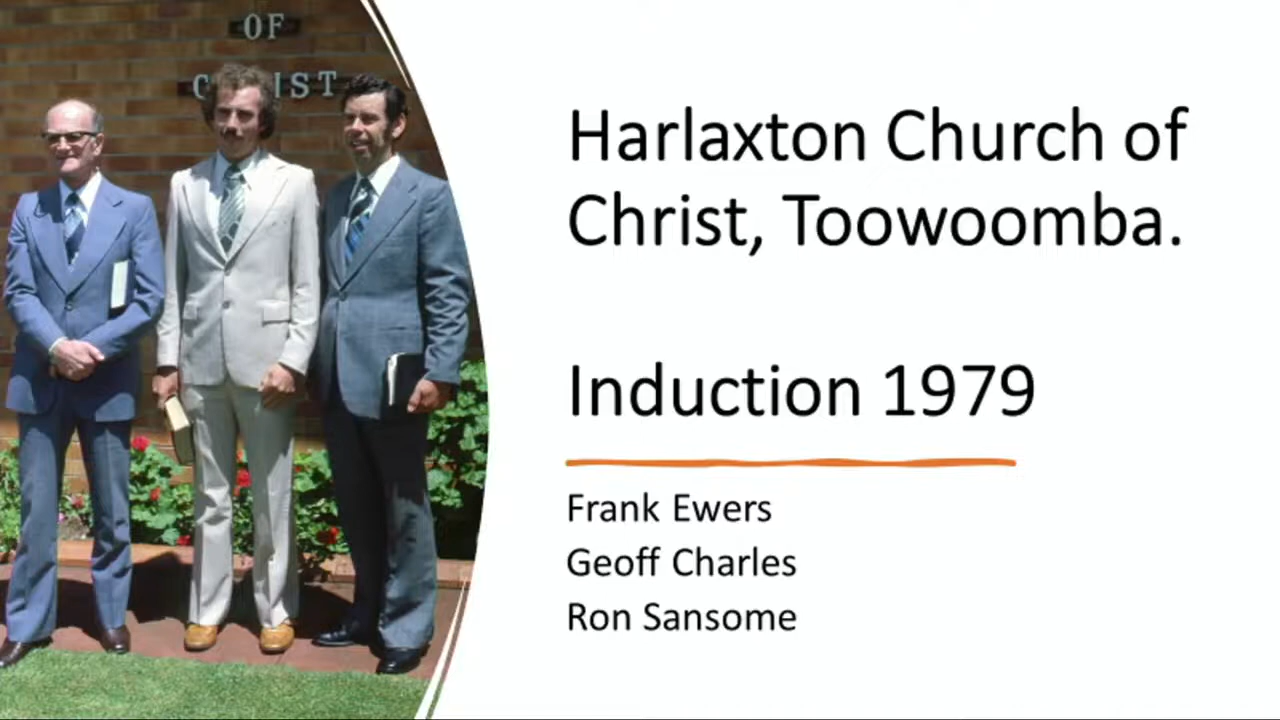 OF
Harlaxton Church of
Christ, Toowoomba.
Induction 1979
Frank Ewers
Geoff Charles
Ron Sansome